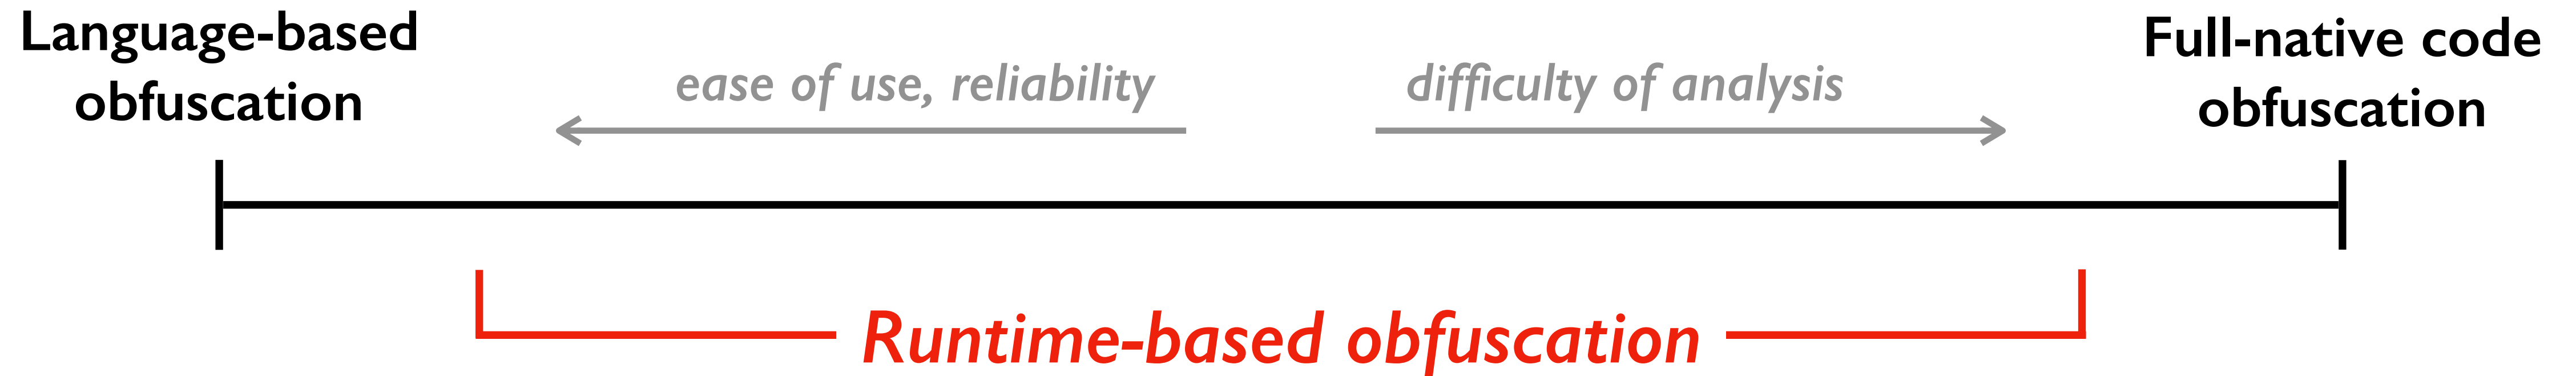 Language-based
obfuscation
ease of use, reliability
difficulty of analysis
Full-native code
obfuscation
Runtime-based obfuscation